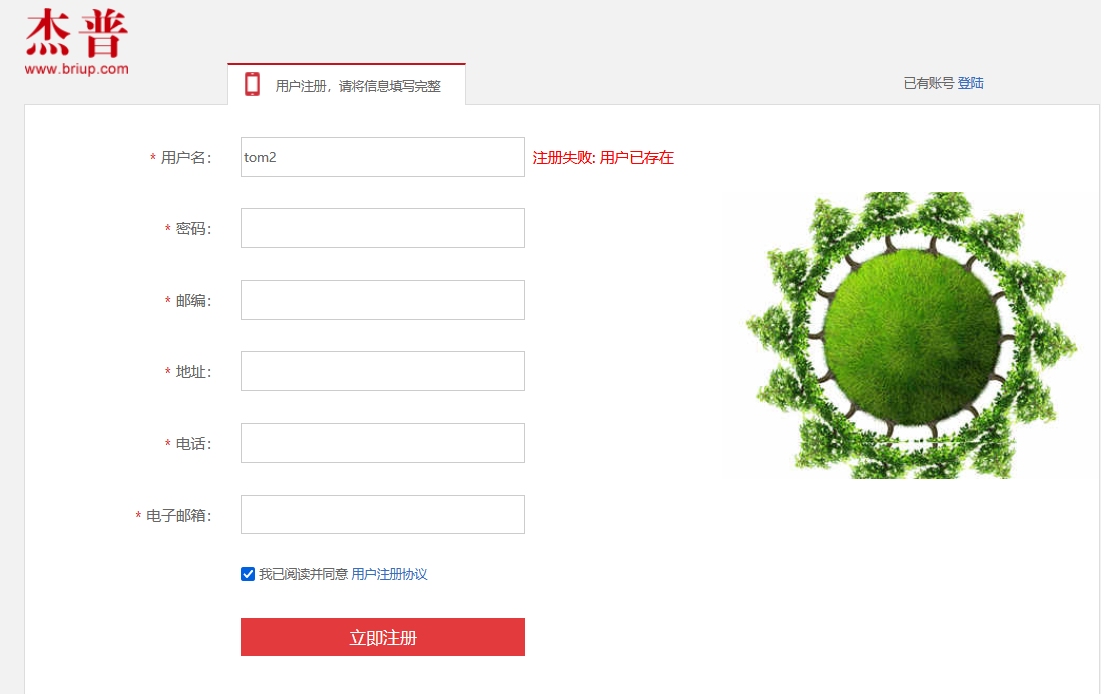 杰普
www.briup.com
用户注册，请将信息填写完整
已有账号 登陆
* 用户名：
tom2
注册失败: 用户已存在
* 密码：
* 邮编：
* 地址：
* 电话：
* 电子邮箱：
我已阅读并同意 用户注册协议
立即注册